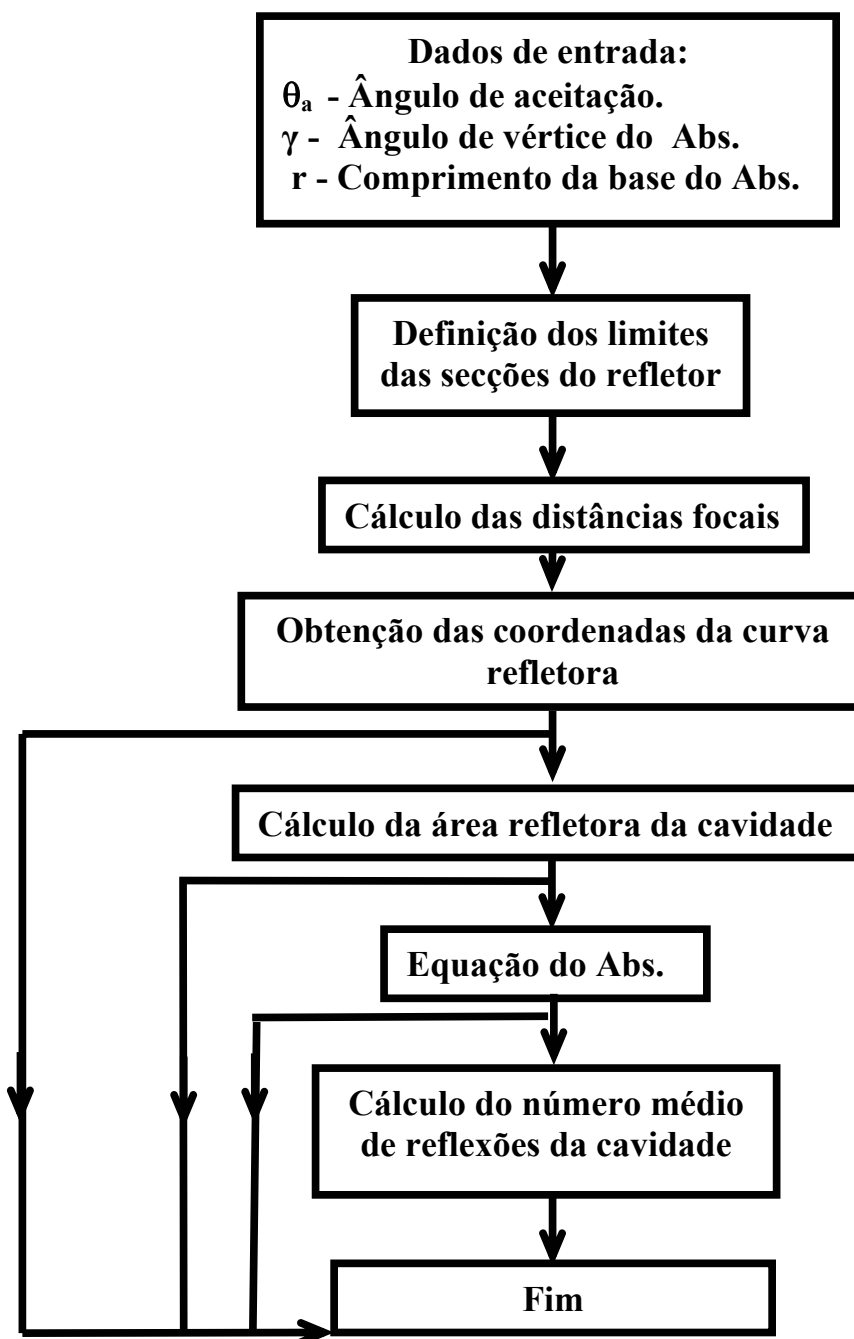 Dados de entrada:
θa - Ângulo de aceitação.
γ - Ângulo de vértice do Abs.
r - Comprimento da base do Abs.
Definição dos limites
das secções do refletor
Cálculo das distâncias focais
Obtenção das coordenadas da curva
refletora
Cálculo da área refletora da cavidade
Equação do Abs.
Cálculo do número médio
de reflexões da cavidade
Fim